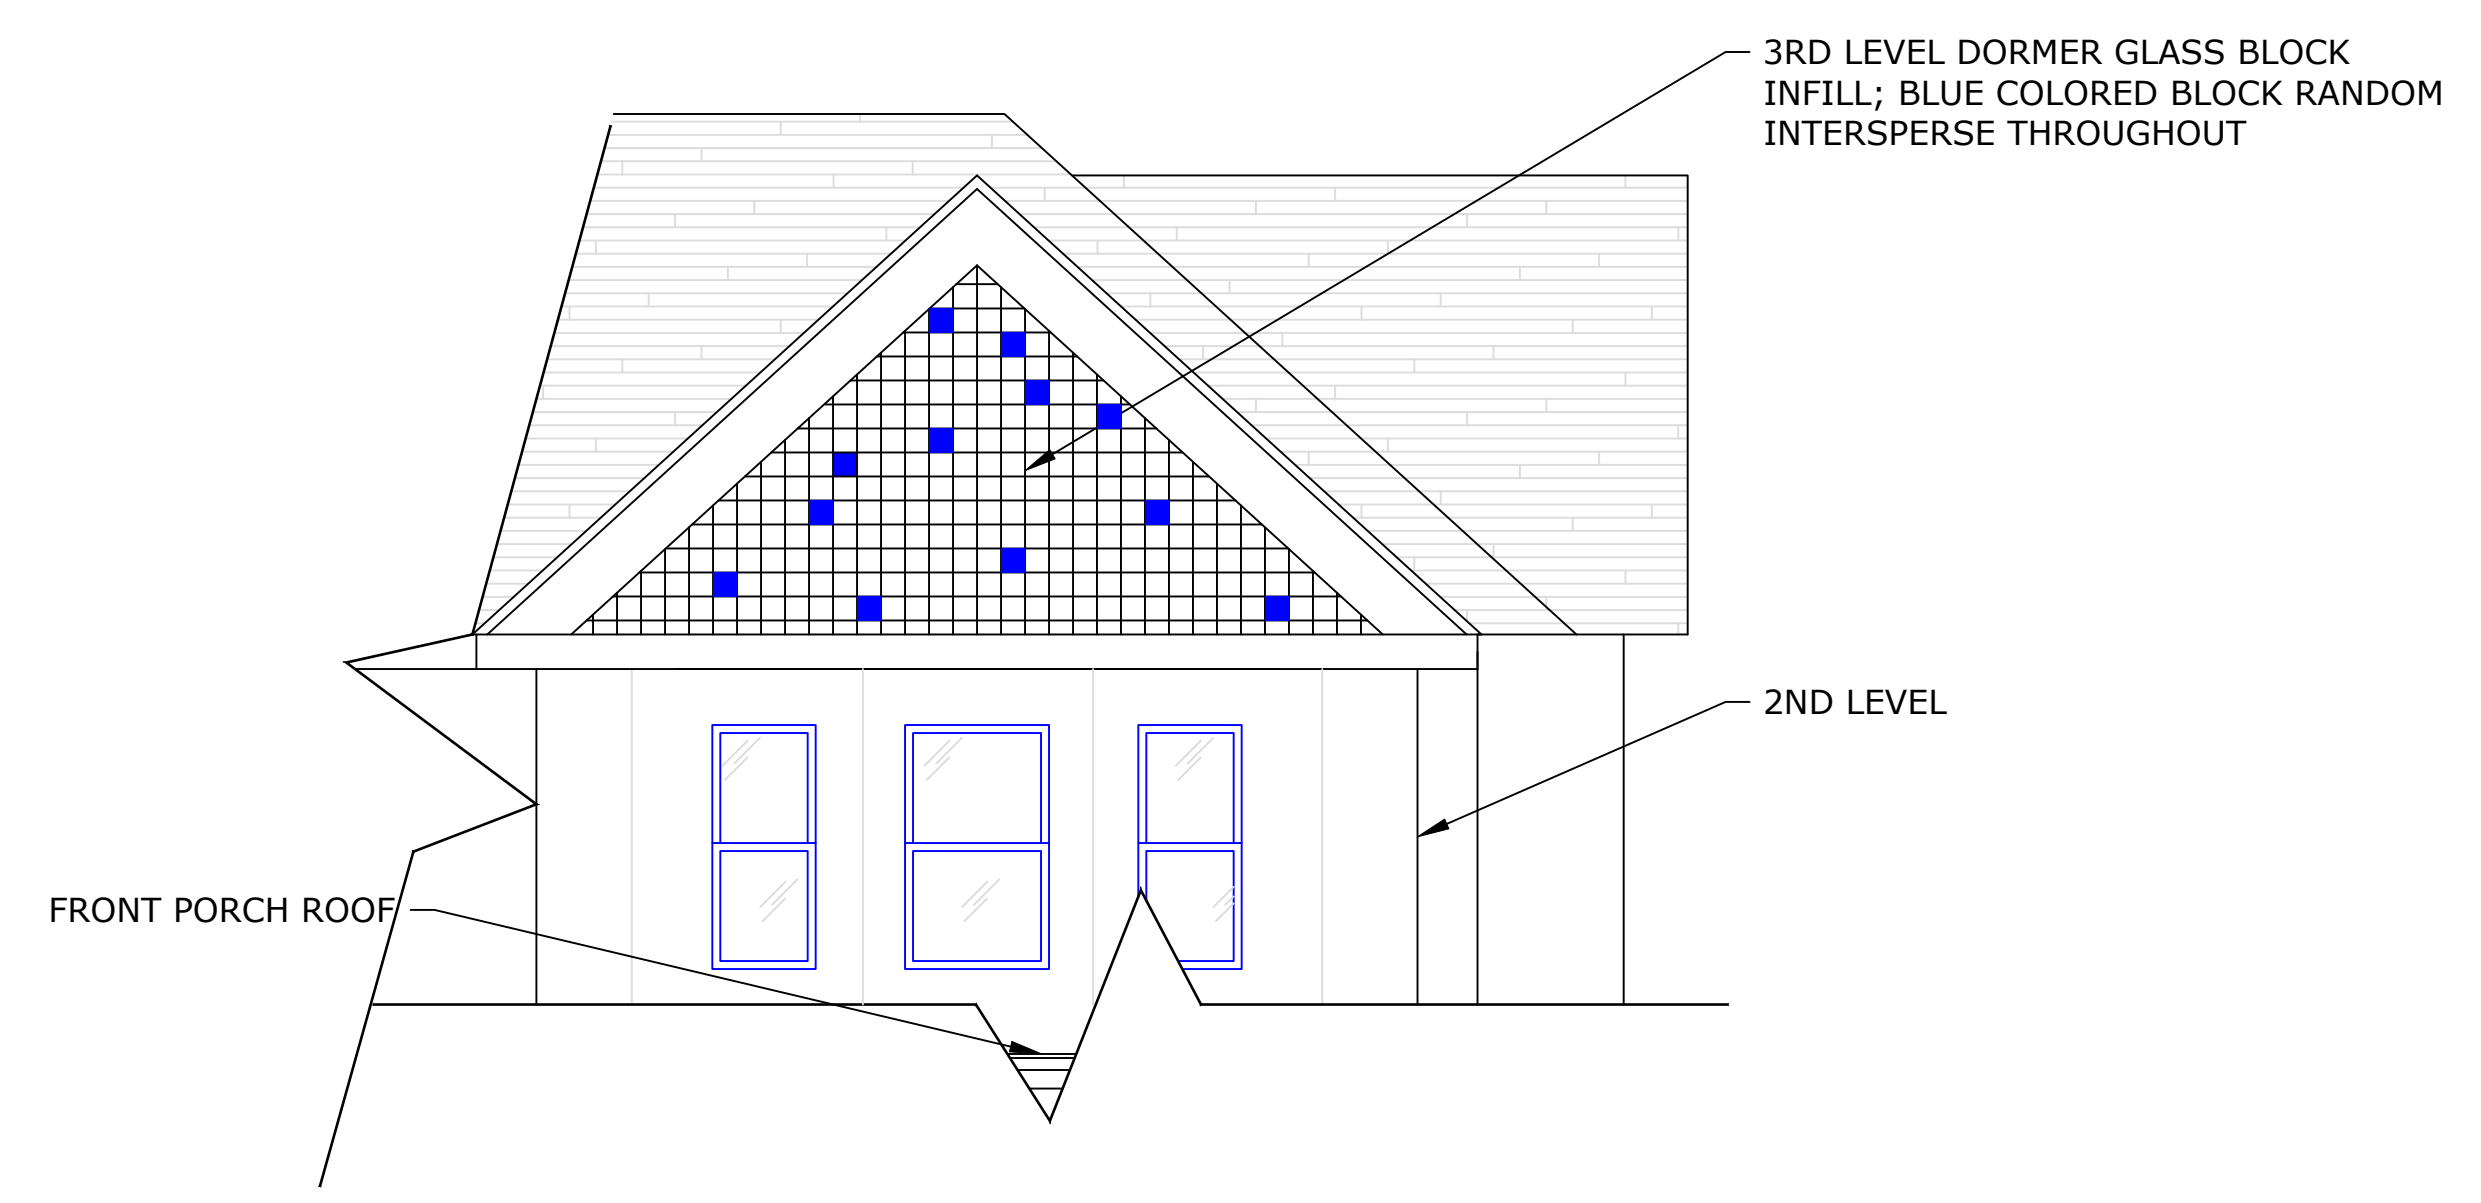 3RD LEVEL DORMER GLASS BLOCK
INFILL; BLUE COLORED BLOCK RANDOM
INTERSPERSE THROUGHOUT
2ND LEVEL
FRONT PORCH ROOF